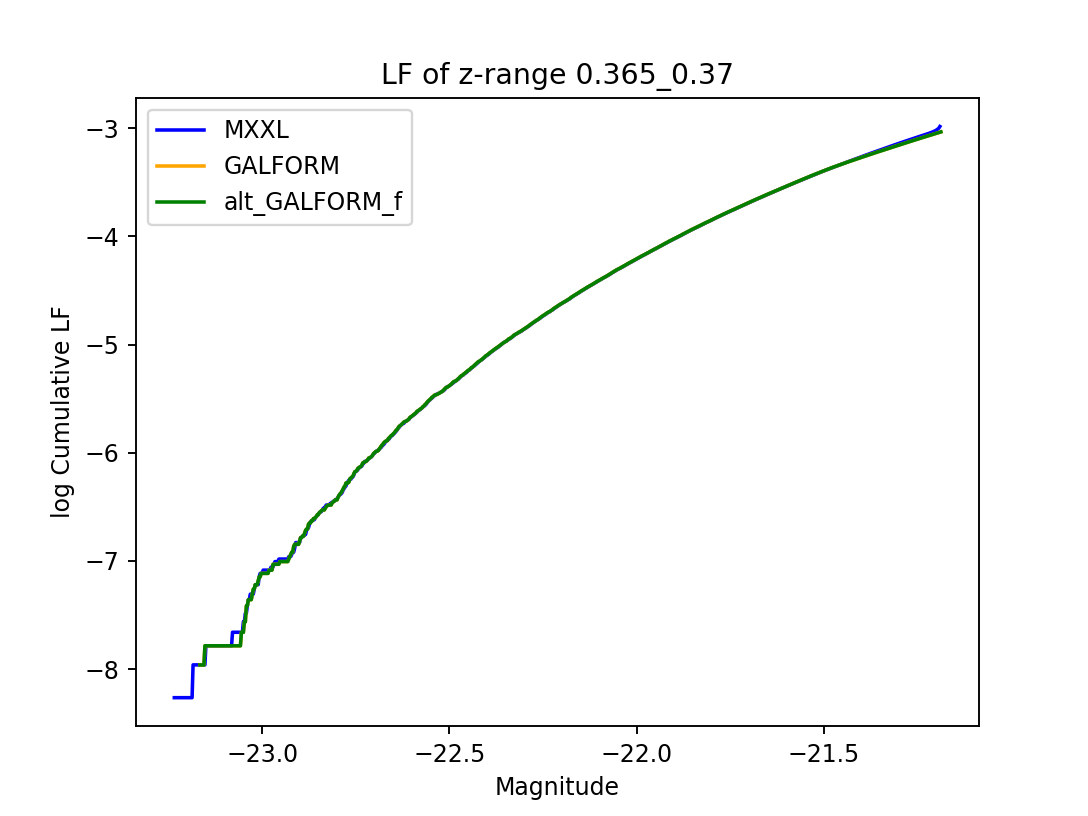 LF of z-range 0.365_0.37
MXXL
GALFORM
alt_GALFORM_f
log Cumulative LF
−3
−4
−5
−6
−7
−8
−23.0
−22.5
−22.0
−21.5
Magnitude